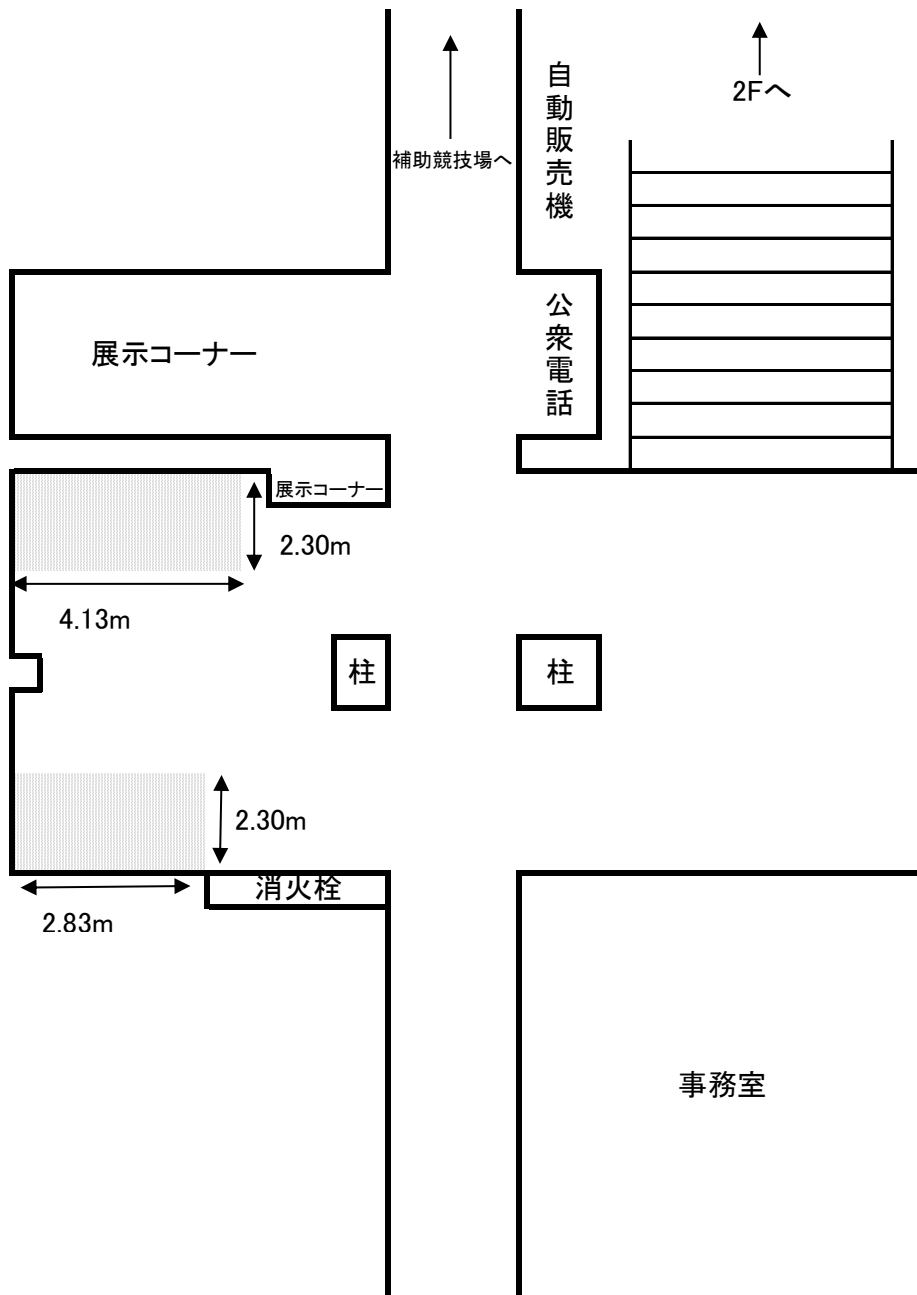 2Fへ
自動販売機
補助競技場へ
公衆電話
展示コーナー
展示コーナー
2.30m
4.13m
柱
柱
2.30m
消火栓
2.83m
事務室